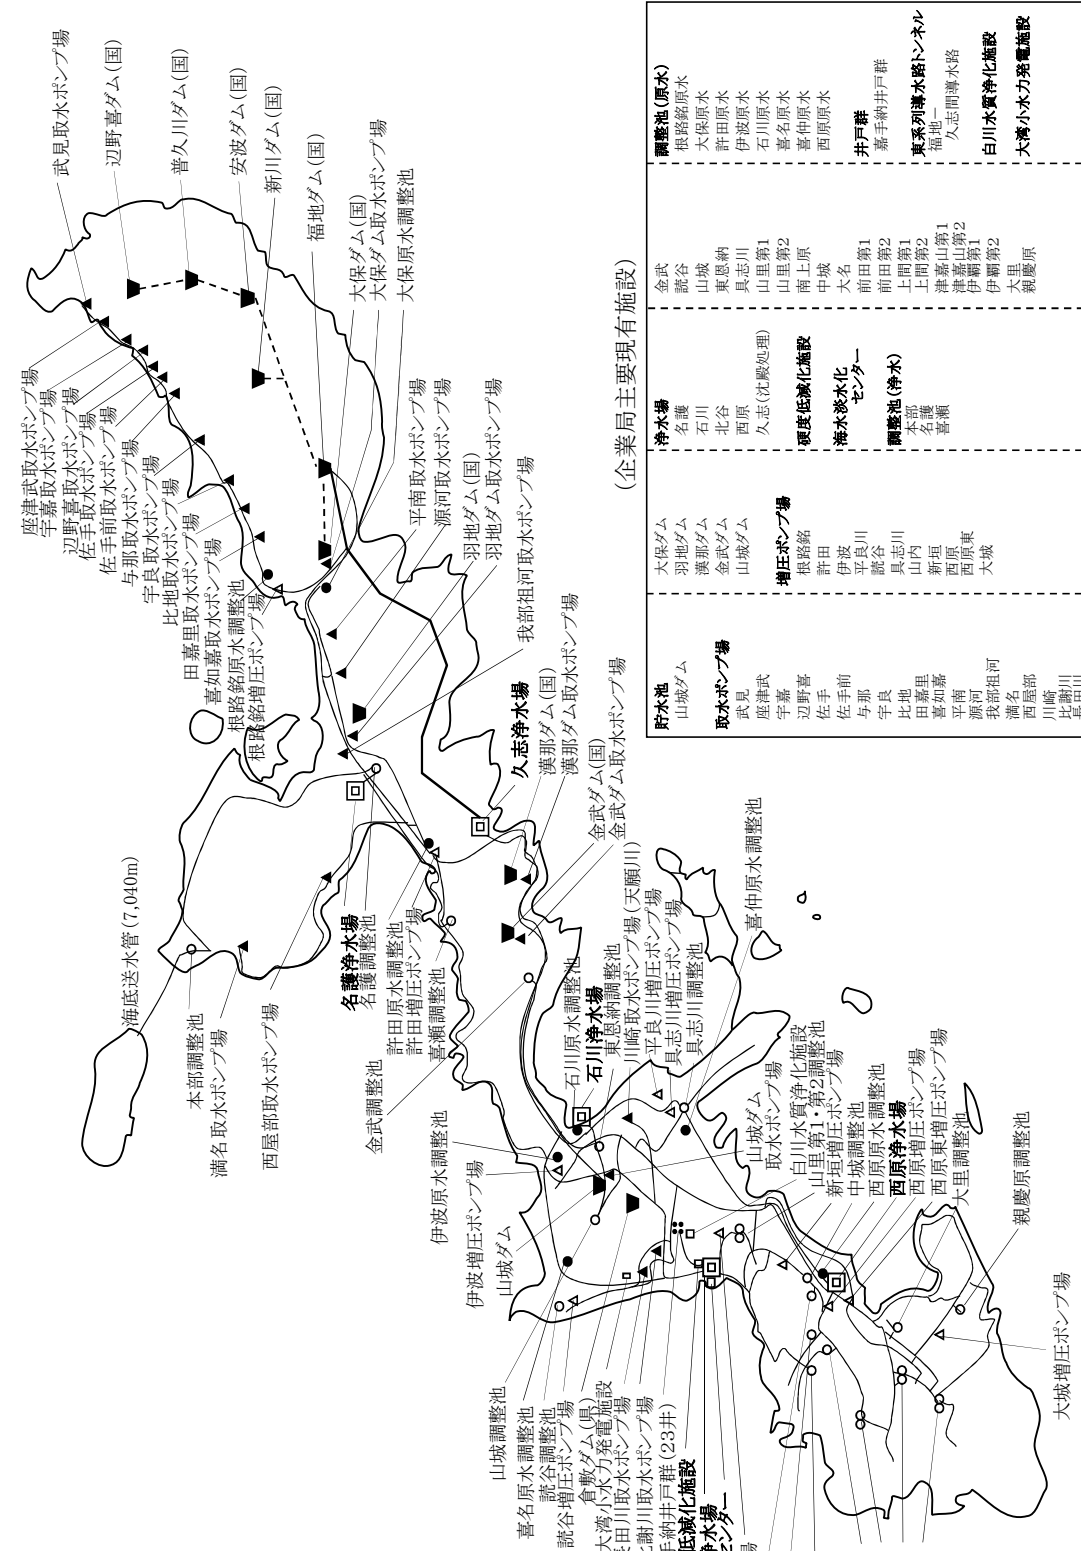 武見取水ポンプ場
辺野喜ダム(国)
普久川ダム(国)
安波ダム(国)
新川ダム(国)
福地ダム(国)
大保ダム(国)
大保ダム取水ポンプ場
大保原水調整池
座津武取水ポンプ場
宇嘉取水ポンプ場
辺野喜取水ポンプ場
佐手取水ポンプ場
佐手前取水ポンプ場
与那取水ポンプ場
宇良取水ポンプ場
比地取水ポンプ場
田嘉里取水ポンプ場
喜如嘉取水ポンプ場
根路銘原水調整池
根路銘増圧ポンプ場
平南取水ポンプ場
源河取水ポンプ場
羽地ダム(国)
羽地ダム取水ポンプ場
我部祖河取水ポンプ場
久志浄水場
漢那ダム(国)
漢那ダム取水ポンプ場
金武ダム(国)
金武ダム取水ポンプ場
海底送水管(7,040m)
本部調整池
満名取水ポンプ場
西屋部取水ポンプ場
名護浄水場
名護調整池
許田原水調整池
許田増圧ポンプ場
喜瀬調整池
金武調整池
石川原水調整池
石川浄水場
東恩納調整池
川崎取水ポンプ場(天願川)
平良川増圧ポンプ場
具志川増圧ポンプ場
具志川調整池
喜仲原水調整池
伊波原水調整池
伊波増圧ポンプ場
山城ダム
山城ダム
取水ポンプ場
白川水質浄化施設
山里第1・第2調整池
新垣増圧ポンプ場
中城調整池
西原原水調整池
西原浄水場
西原増圧ポンプ場
西原東増圧ポンプ場
大里調整池
親慶原調整池
大城増圧ポンプ場
山城調整池
喜名原水調整池
読谷調整池
読谷増圧ポンプ場
倉敷ダム(県)
大湾小水力発電施設
田川取水ポンプ場
謝川取水ポンプ場
手納井戸群(23井)
低減化施設
浄水場
センター
場
(企業局主要現有施設)
貯水池
山城ダム
取水ポンプ場
武見
座津武
宇嘉
辺野喜
佐手
佐手前
与那
宇良
比地
田嘉里
喜如嘉
平南
源河
我部祖河
満名
西屋部
川崎
比謝川
長田川
大保ダム
羽地ダム
漢那ダム
金武ダム
山城ダム
増圧ポンプ場
根路銘
許田
伊波
平良川
読谷
具志川
山内
新垣
西原
西原東
大城
浄水場
名護
石川
北谷
西原
久志(沈殿処理)
硬度低減化施設
海水淡水化
センター
調整池(浄水)
本部
名護
喜瀬
金武
読谷
山城
東恩納
具志川
山里第1
山里第2
南上原
中城
大名
前田第1
前田第2
上間第1
上間第2
津嘉山第1
津嘉山第2
伊覇第1
伊覇第2
大里
親慶原
調整池(原水)
根路銘原水
大保原水
許田原水
伊波原水
石川原水
喜名原水
喜仲原水
西原原水
井戸群
嘉手納井戸群
東系列導水路トンネル
福地ー
久志間導水路
白川水質浄化施設
大湾小水力発電施設